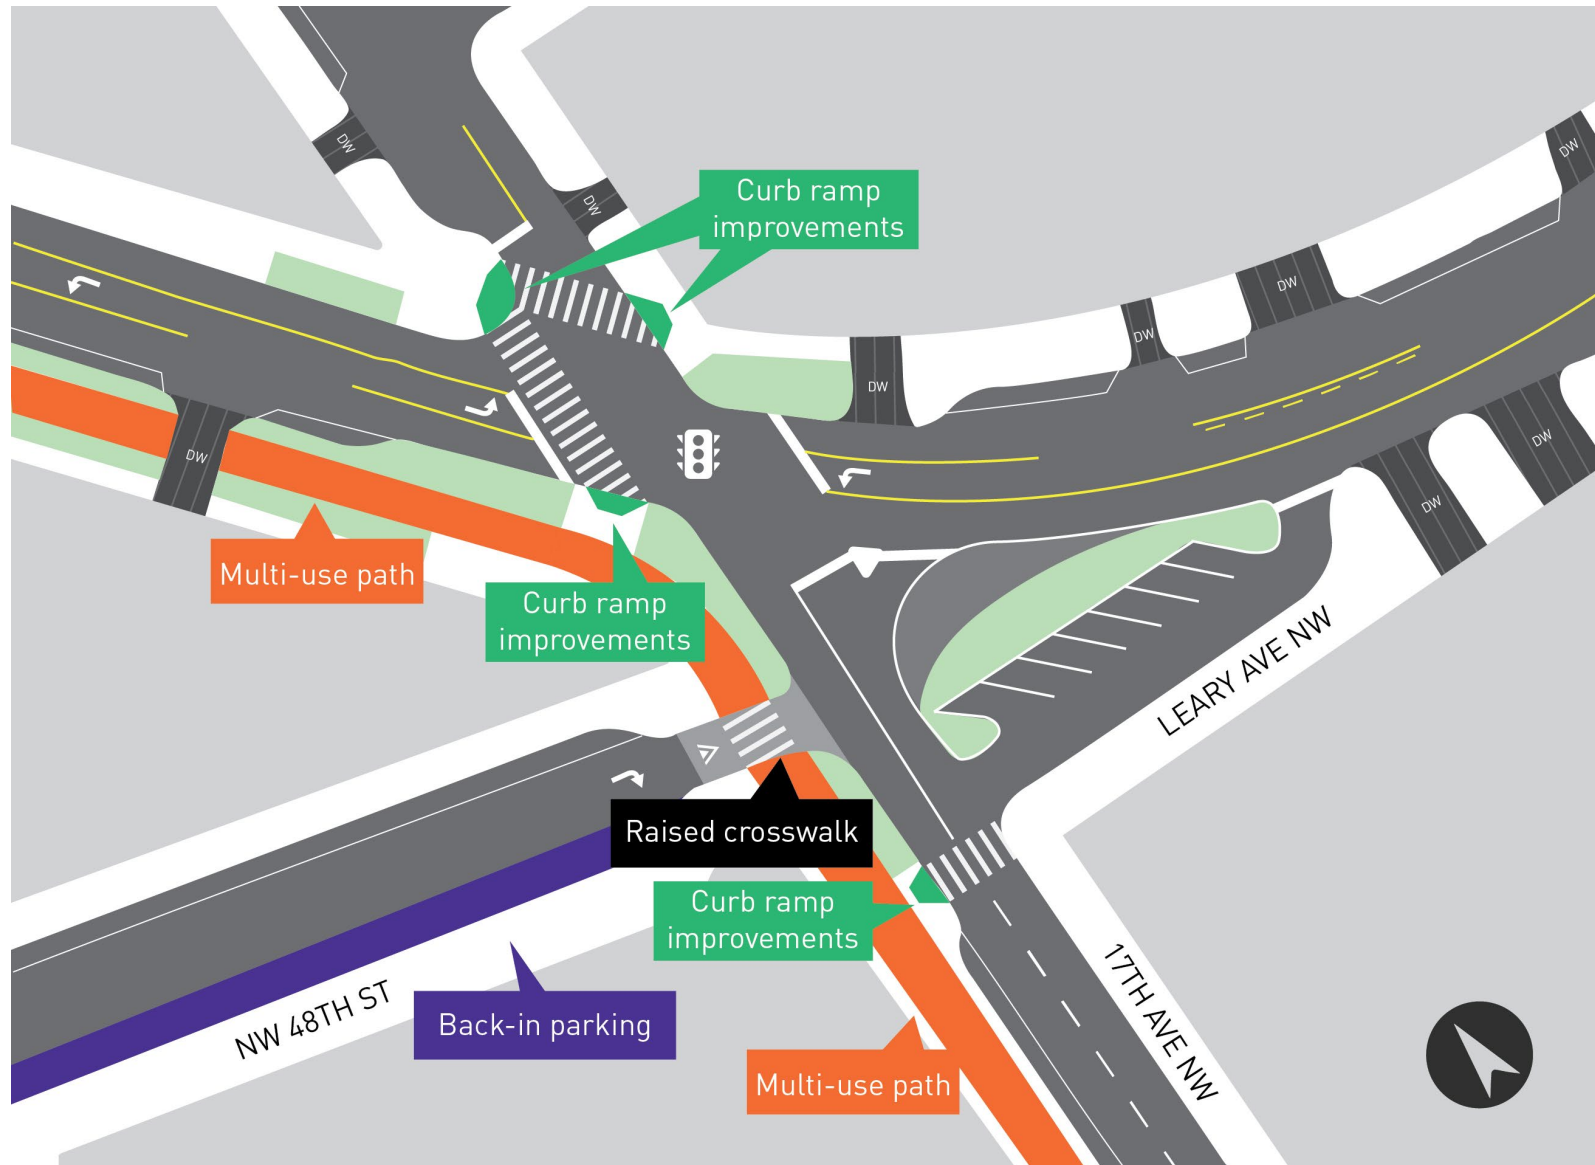 DW
DW
DW
Curb ramp
improvements
DW
DW
DW
DW
DW
DW
DW
Multi-use path
Curb ramp
improvements
LEARY AVE NW
Raised crosswalk
Curb ramp
improvements
NW 48TH ST
Back-in parking
17TH AVE NW
Multi-use path